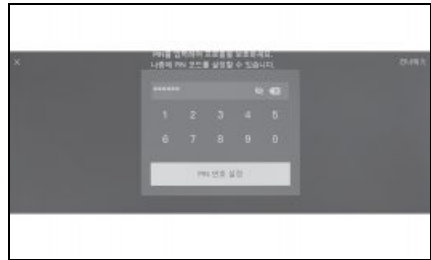 PIN을 입력하여 프로필을 보호하세요.
나중에 PIN 코드를 설정할 수 있습니다.
× 건너뛰기
******
1 2 3 4 5
6 7 8 9 0
PIN 번호 설정